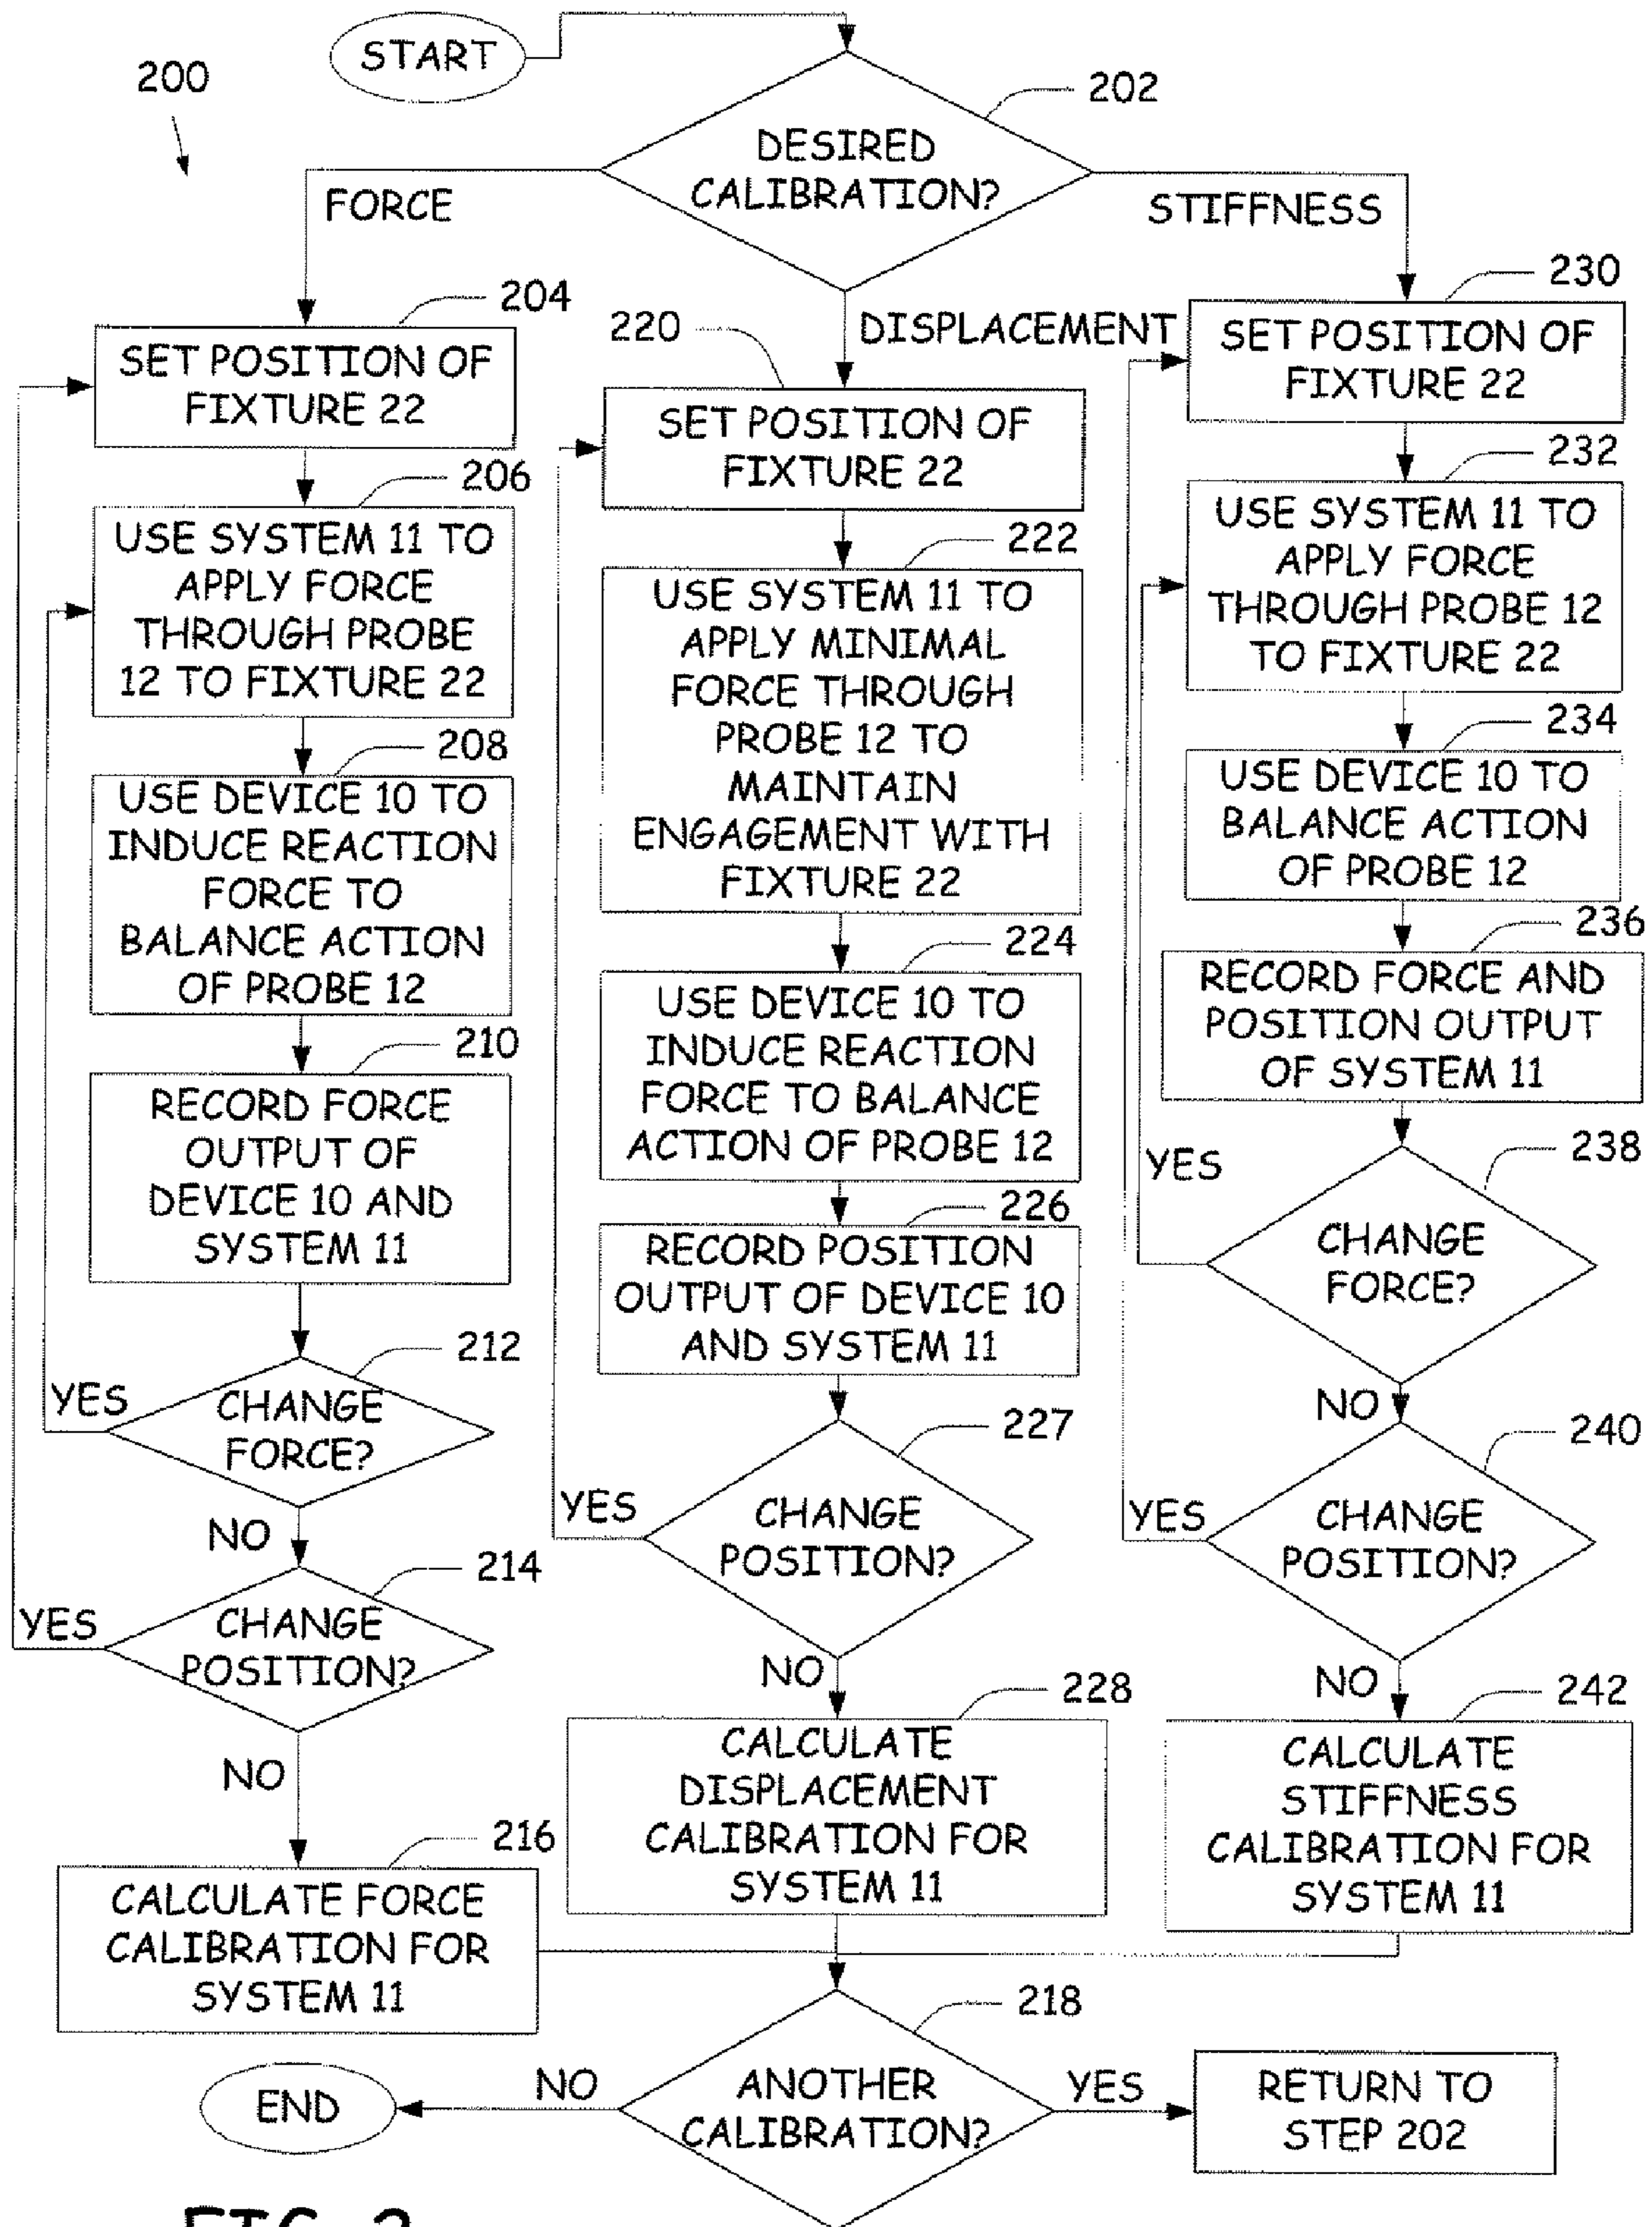 START
200
202
DESIRED
CALIBRATION?
FORCE
DISPLACEMENT
STIFFNESS
204
SET POSITION OF
FIXTURE 22
206
USE SYSTEM 11 TO
APPLY FORCE
THROUGH PROBE
12 TO FIXTURE 22
208
USE DEVICE 10 TO
INDUCE REACTION
FORCE TO
BALANCE ACTION
OF PROBE 12
210
RECORD FORCE
OUTPUT OF
DEVICE 10 AND
SYSTEM 11
212
YES
CHANGE
FORCE?
NO
214
YES
CHANGE
POSITION?
NO
216
CALCULATE FORCE
CALIBRATION FOR
SYSTEM 11
220
SET POSITION OF
FIXTURE 22
222
USE SYSTEM 11 TO
APPLY MINIMAL
FORCE THROUGH
PROBE 12 TO
MAINTAIN
ENGAGEMENT WITH
FIXTURE 22
224
USE DEVICE 10 TO
INDUCE REACTION
FORCE TO BALANCE
ACTION OF PROBE 12
226
RECORD POSITION
OUTPUT OF DEVICE 10
AND SYSTEM 11
227
YES
CHANGE
POSITION?
NO
228
CALCULATE
DISPLACEMENT
CALIBRATION FOR
SYSTEM 11
230
SET POSITION OF
FIXTURE 22
232
USE SYSTEM 11 TO
APPLY FORCE
THROUGH PROBE 12
TO FIXTURE 22
234
USE DEVICE 10 TO
BALANCE ACTION
OF PROBE 12
236
RECORD FORCE AND
POSITION OUTPUT
OF SYSTEM 11
238
YES
CHANGE
FORCE?
NO
240
YES
CHANGE
POSITION?
NO
242
CALCULATE
STIFFNESS
CALIBRATION FOR
SYSTEM 11
218
ANOTHER
CALIBRATION?
NO
END
YES
RETURN TO
STEP 202